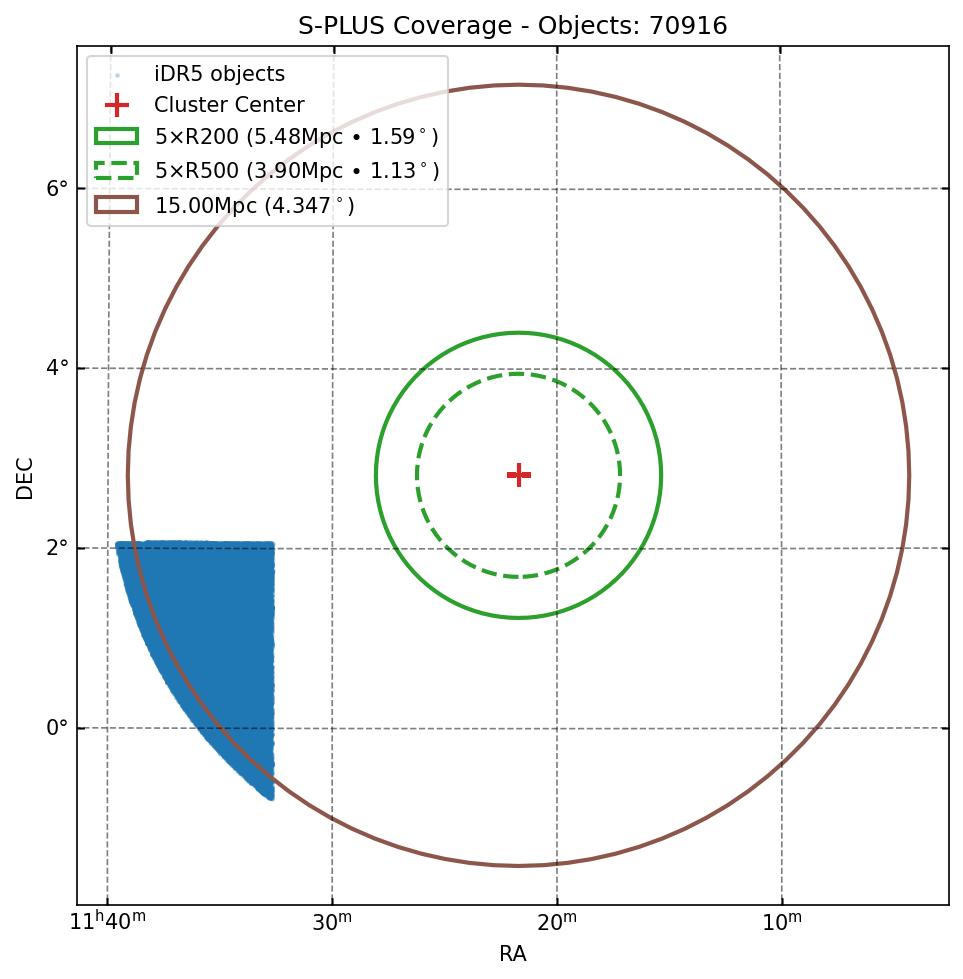 S-PLUS Coverage - Objects: 70916
iDR5 objects
Cluster Center
5×R200 (5.48Mpc • 1.59°)
5×R500 (3.90Mpc • 1.13°)
15.00Mpc (4.347°)
6°
4°
2°
0°
DEC
11ʰ40ᵐ 30ᵐ 20ᵐ 10ᵐ
RA